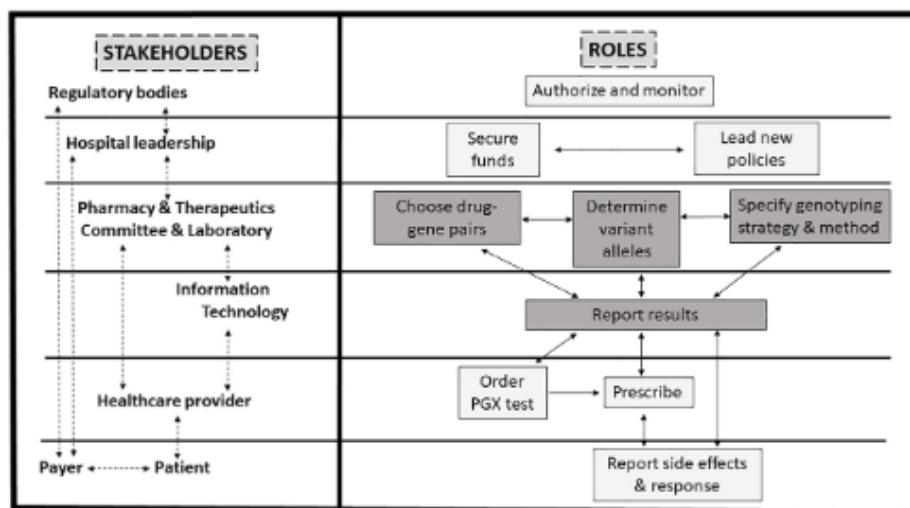 STAKEHOLDERS
Regulatory bodies
Hospital leadership
Pharmacy & Therapeutics
Committee & Laboratory
Information
Technology
Healthcare provider
Payer
Patient
ROLES
Authorize and monitor
Secure
funds
Lead new
policies
Choose drug-
gene pairs
Determine
variant
alleles
Specify genotyping
strategy & method
Report results
Order
PGX test
Prescribe
Report side effects
& response